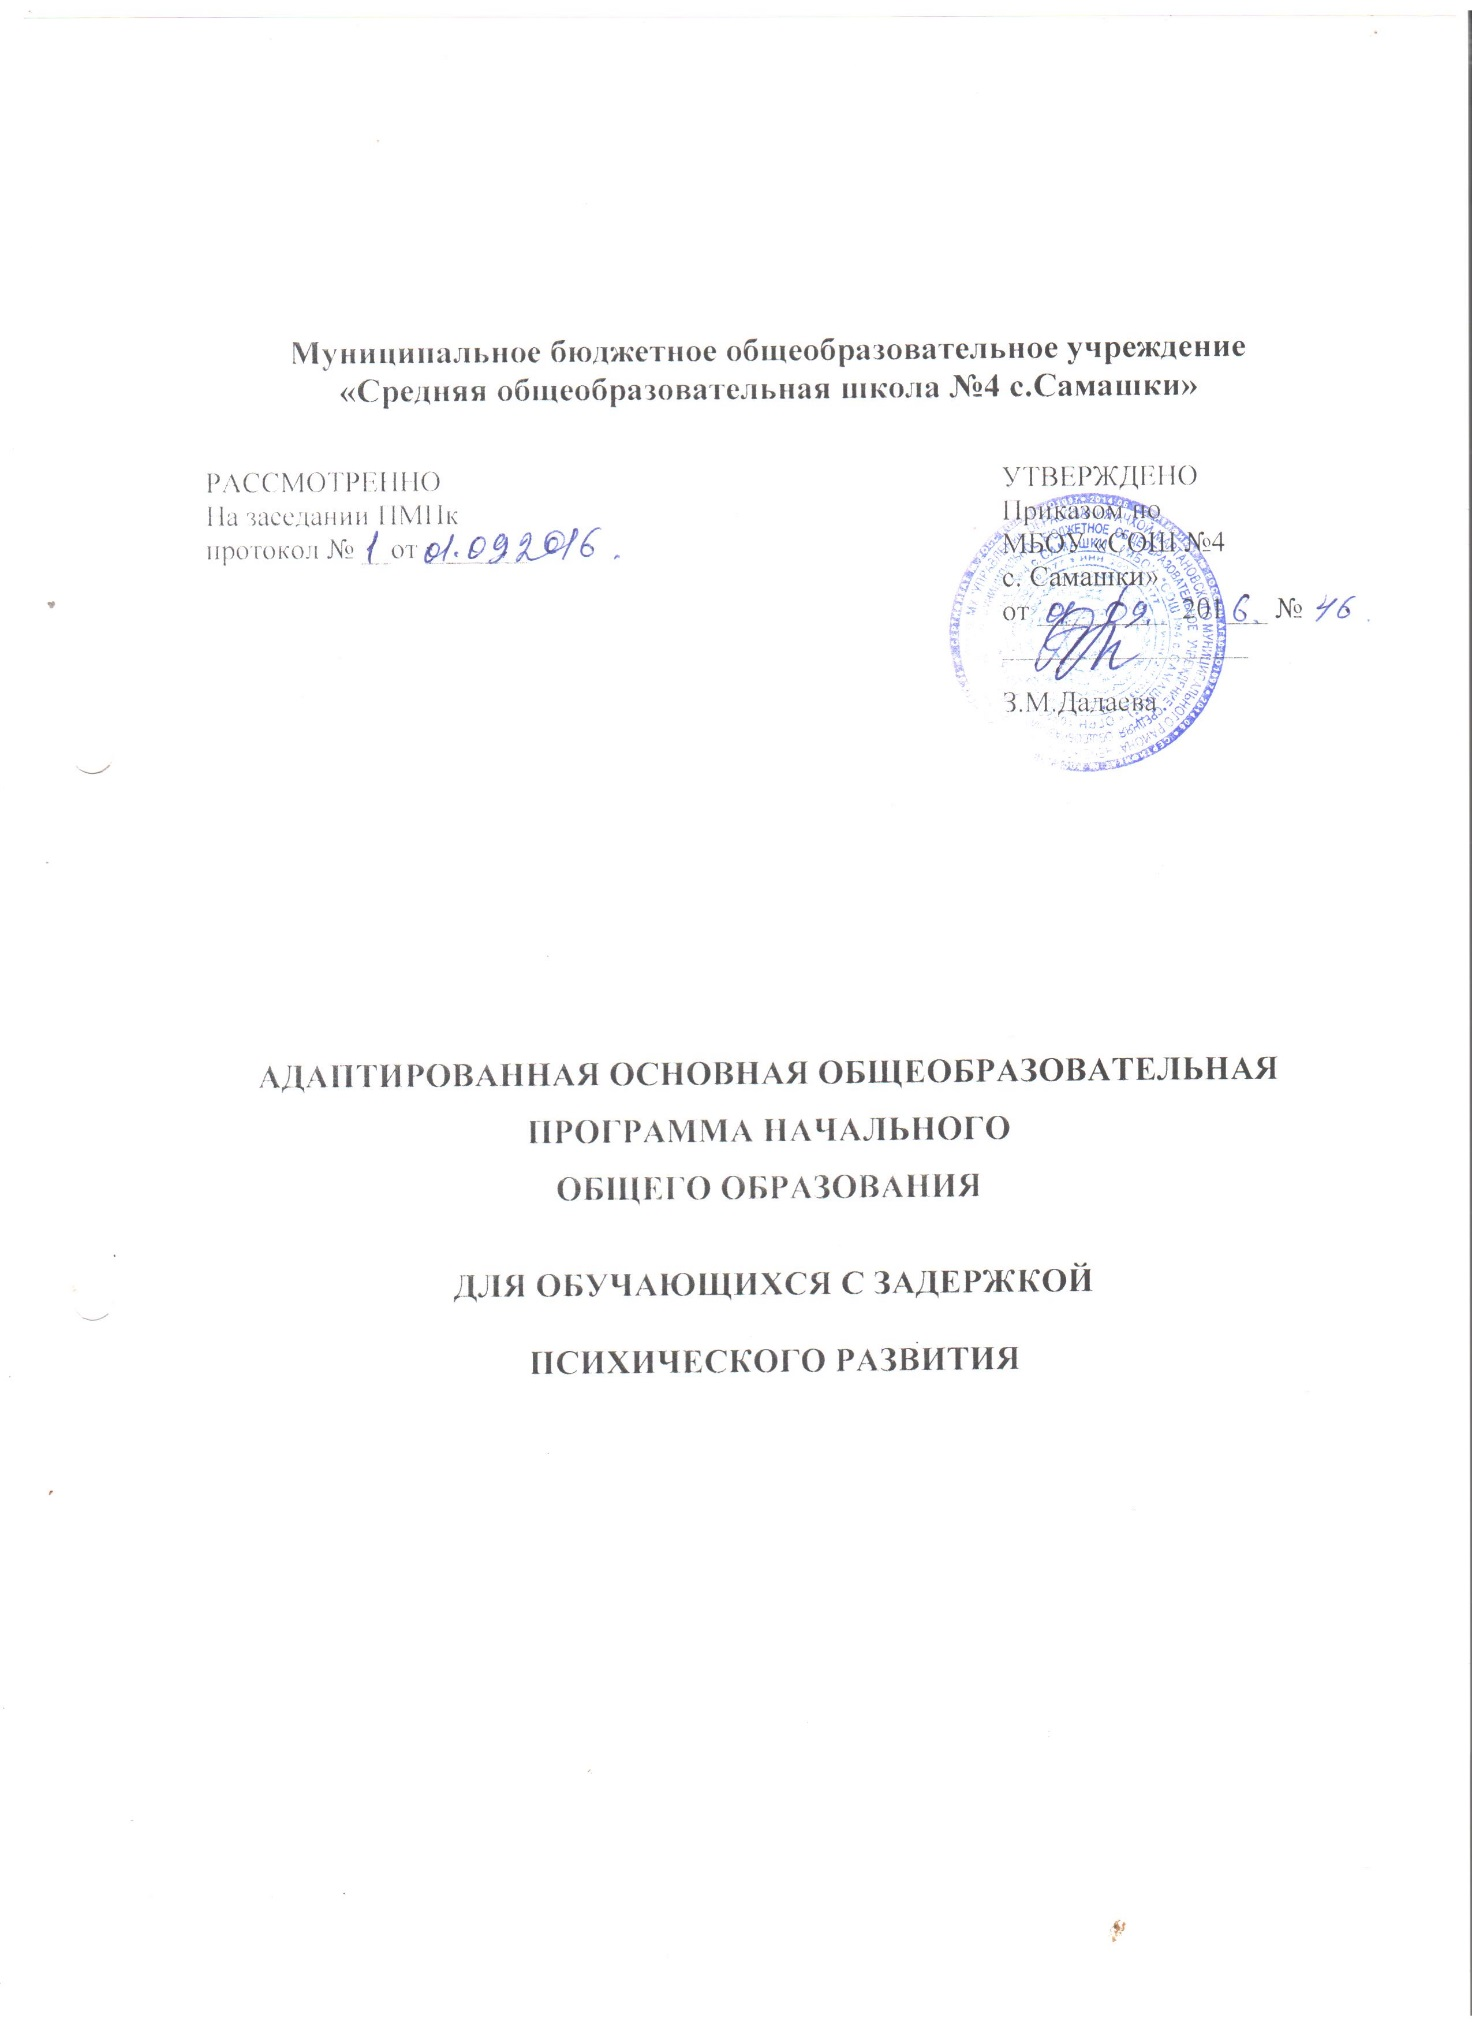 Муниципальное бюджетное общеобразовательное учреждение
«Средняя общеобразовательная школа №4 с.Самашки»
РАССМОТРЕННО
На заседании ПМПк
протокол № 1 от 01.09.2016.
УТВЕРЖДЕНО
Приказом по
МБОУ «СОШ №4
с. Самашки»
от 09. 2016. № 46
З.М.Дадаева
АДАПТИРОВАННАЯ ОСНОВНАЯ ОБЩЕОБРАЗОВАТЕЛЬНАЯ
ПРОГРАММА НАЧАЛЬНОГО
ОБЩЕГО ОБРАЗОВАНИЯ
ДЛЯ ОБУЧАЮЩИХСЯ С ЗАДЕРЖКОЙ
ПСИХИЧЕСКОГО РАЗВИТИЯ